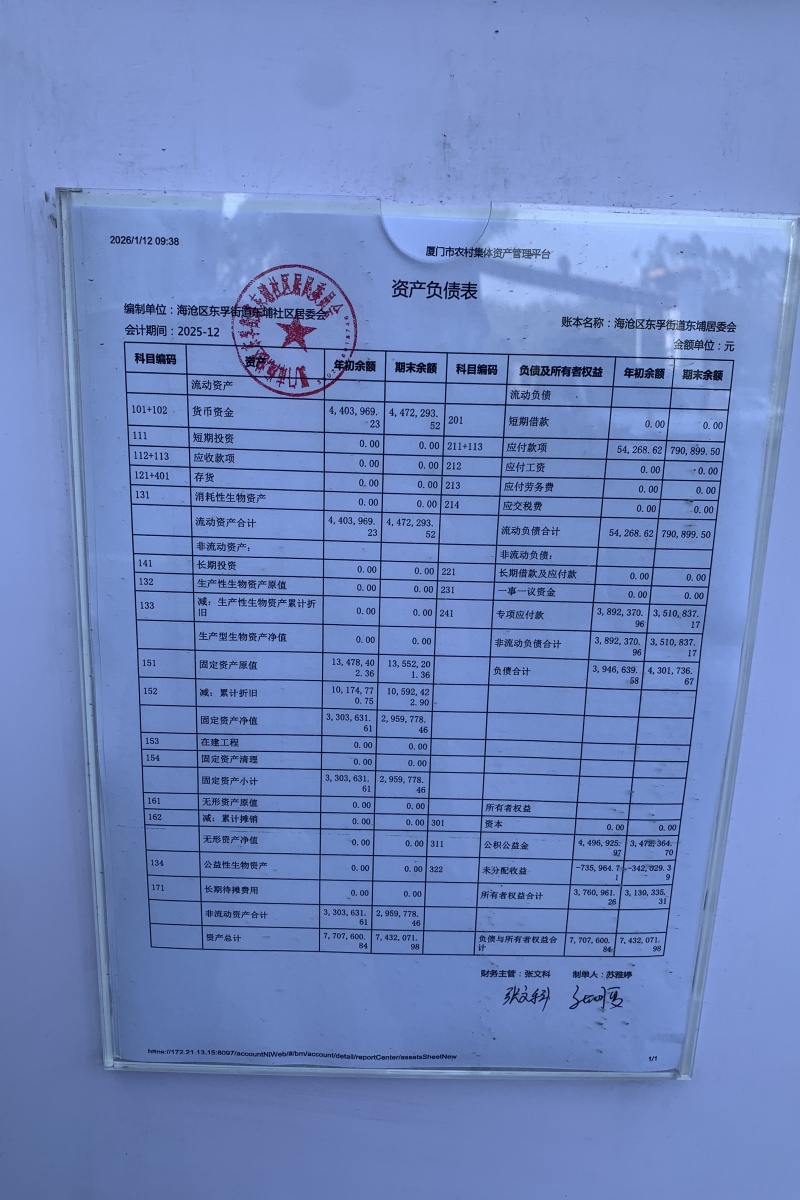 2026/1/12 09:38
厦门市农村集体资产管理平台
资产负债表
编制单位：海沧区东孚街道东埔社区居委会
账本名称：海沧区东孚街道东埔居委会
会计期间：2025-12
金额单位：元
科目编码 资产 年初余额 期末余额 科目编码 负债及所有者权益 年初余额 期末余额
流动资产 流动负债
101+102 货币资金 4,403,969.23 4,472,293.52 201 短期借款 0.00 0.00
111 短期投资 0.00 0.00 211+113 应付款项 54,268.62 790,899.50
112+113 应收款项 0.00 0.00 212 应付工资 0.00 0.00
121+401 存货 0.00 0.00 213 应付劳务费 0.00 0.00
131 消耗性生物资产 0.00 0.00 214 应交税费 0.00 0.00
流动资产合计 4,403,969.23 4,472,293.52 流动负债合计 54,268.62 790,899.50
非流动资产： 非流动负债：
141 长期投资 0.00 0.00 221 长期借款及应付款 0.00 0.00
132 生产性生物资产原值 0.00 0.00 231 一事一议资金 0.00 0.00
133 减：生产性生物资产累计折旧 0.00 0.00 241 专项应付款 3,892,370.96 3,510,837.17
生产型生物资产净值 0.00 0.00 非流动负债合计 3,892,370.96 3,510,837.17
151 固定资产原值 13,478,402.36 13,552,201.36 负债合计 3,946,639.58 4,301,736.67
152 减：累计折旧 10,174,770.75 10,592,422.90
固定资产净值 3,303,631.61 2,959,778.46
153 在建工程 0.00 0.00
154 固定资产清理 0.00 0.00
固定资产小计 3,303,631.61 2,959,778.46
161 无形资产原值 0.00 0.00 所有者权益
162 减：累计摊销 0.00 0.00 301 资本 0.00 0.00
无形资产净值 0.00 0.00 311 公积公益金 4,496,925.97 3,472,364.70
134 公益性生物资产 0.00 0.00 322 未分配收益 -735,964.71 -342,029.39
171 长期待摊费用 0.00 0.00 所有者权益合计 3,760,961.26 3,130,335.31
非流动资产合计 3,303,631.61 2,959,778.46
资产总计 7,707,600.84 7,432,071.98 负债与所有者权益合计 7,707,600.84 7,432,071.98
财务主管：张文科 制单人：苏雅婷
张文科
https://172.21.13.15:8097/accountNlWeb/#/bm/account/detail/reportCenter/assetsSheetNew
1/1